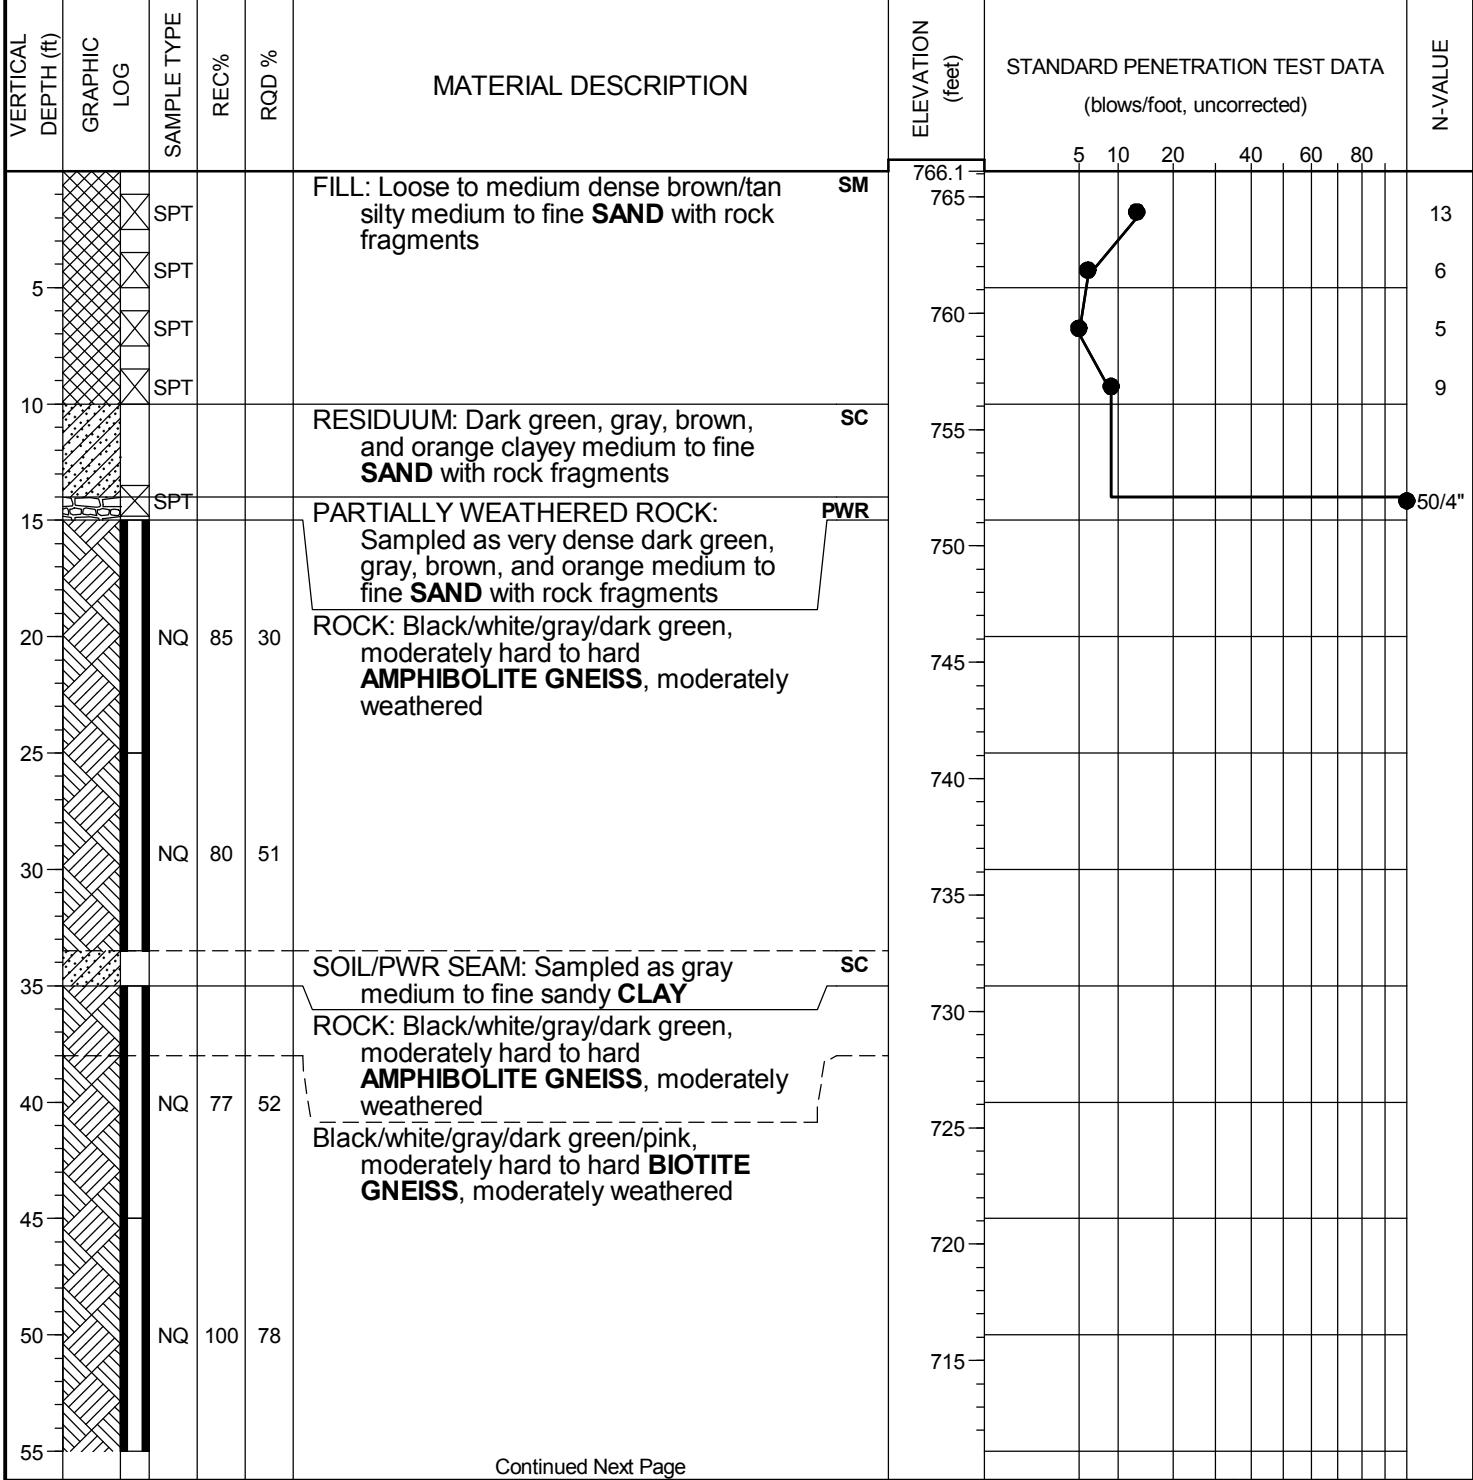 VERTICAL
DEPTH (ft)
GRAPHIC
LOG
SAMPLE TYPE
REC%
RQD %
MATERIAL DESCRIPTION
ELEVATION
(feet)
STANDARD PENETRATION TEST DATA
(blows/foot, uncorrected)
N-VALUE
5 10 20 40 60 80
766.1
FILL: Loose to medium dense brown/tan SM
silty medium to fine SAND with rock
fragments
765
SPT
13
SPT
6
5
760
SPT
5
SPT
9
10
RESIDUUM: Dark green, gray, brown, SC
and orange clayey medium to fine
SAND with rock fragments
755
SPT
50/4"
PARTIALLY WEATHERED ROCK: PWR
Sampled as very dense dark green,
gray, brown, and orange medium to
fine SAND with rock fragments
15
750
ROCK: Black/white/gray/dark green,
moderately hard to hard
AMPHIBOLITE GNEISS, moderately
weathered
20
NQ 85 30
745
25
740
NQ 80 51
30
735
SOIL/PWR SEAM: Sampled as gray SC
medium to fine sandy CLAY
35
730
ROCK: Black/white/gray/dark green,
moderately hard to hard
AMPHIBOLITE GNEISS, moderately
weathered
40
NQ 77 52
725
Black/white/gray/dark green/pink,
moderately hard to hard BIOTITE
GNEISS, moderately weathered
45
720
50
NQ 100 78
715
55
Continued Next Page